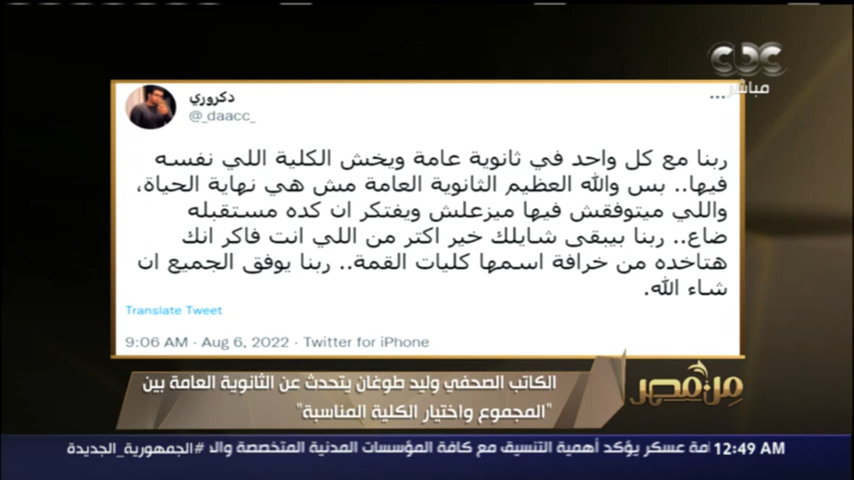 CBC
مباشر
دكروري
...
@_daacc_
ربنا مع كل واحد في ثانوية عامة ويخش الكلية اللي نفسه
فيها.. بس والله العظيم الثانوية العامة مش هي نهاية الحياة،
واللي ميتوفقش فيها ميزعلش ويفتكر ان كده مستقبله
ضاع.. ربنا بيبقى شايلك خير اكتر من اللي انت فاكر انك
هتاخده من خرافة اسمها كليات القمة.. ربنا يوفق الجميع ان
شاء الله.
Translate Tweet
9:06 AM · Aug 6, 2022 · Twitter for iPhone
الكاتب الصحفي وليد طوغان يتحدث عن الثانوية العامة بين
"المجموع واختيار الكلية المناسبة"
من مصر
12:49 AM
امة عسكر يؤكد أهمية التنسيق مع كافة المؤسسات المدنية المتخصصة وال #الجمهورية_الجديدة